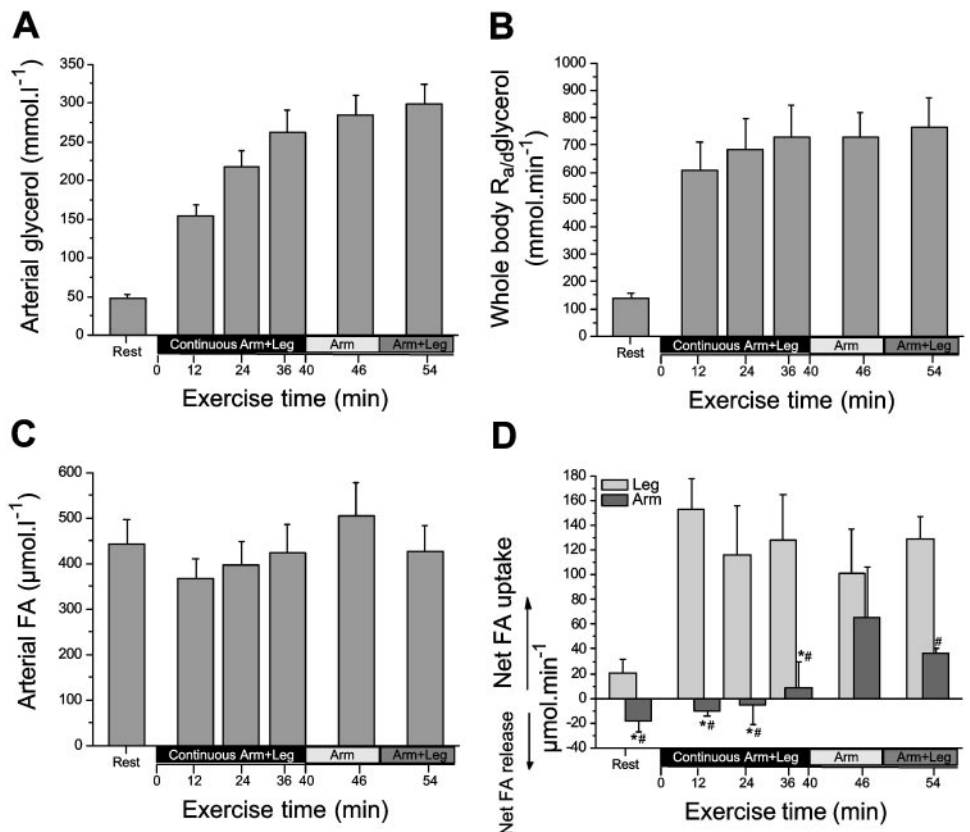 A
Arterial glycerol (mmol.l⁻¹)
350
300
250
200
150
100
50
0
Rest
Continuous Arm+Leg
Arm
Arm+Leg
0 12 24 36 40 46 54
Exercise time (min)
B
Whole body Ra/dglycerol
(mmol.min⁻¹)
1000
900
800
700
600
500
400
300
200
100
0
Rest
Continuous Arm+Leg
Arm
Arm+Leg
0 12 24 36 40 46 54
Exercise time (min)
C
Arterial FA (µmol.l⁻¹)
600
500
400
300
200
100
0
Rest
Continuous Arm+Leg
Arm
Arm+Leg
0 12 24 36 40 46 54
Exercise time (min)
D
Net FA uptake
Net FA release
µmol.min⁻¹
180
160
140
120
100
80
60
40
20
0
-20
-40
Leg
Arm
*#
*#
*#
*#
#
Rest
Continuous Arm+Leg
Arm
Arm+Leg
0 12 24 36 40 46 54
Exercise time (min)